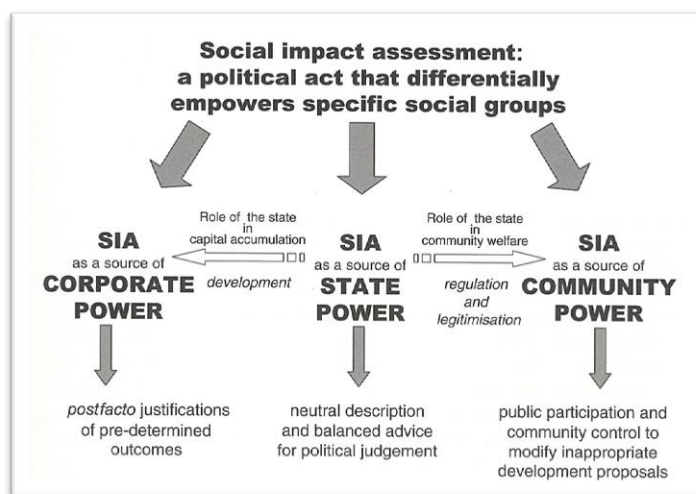 Social impact assessment:
a political act that differentially
empowers specific social groups
Role of the state
in
capital accumulation
Role of the state
in
community welfare
SIA
as a source of
CORPORATE
POWER
development
SIA
as a source of
STATE
POWER
regulation
and
legitimisation
SIA
as a source of
COMMUNITY
POWER
postfacto justifications
of pre-determined
outcomes
neutral description
and balanced advice
for political judgement
public participation and
community control to
modify inappropriate
development proposals